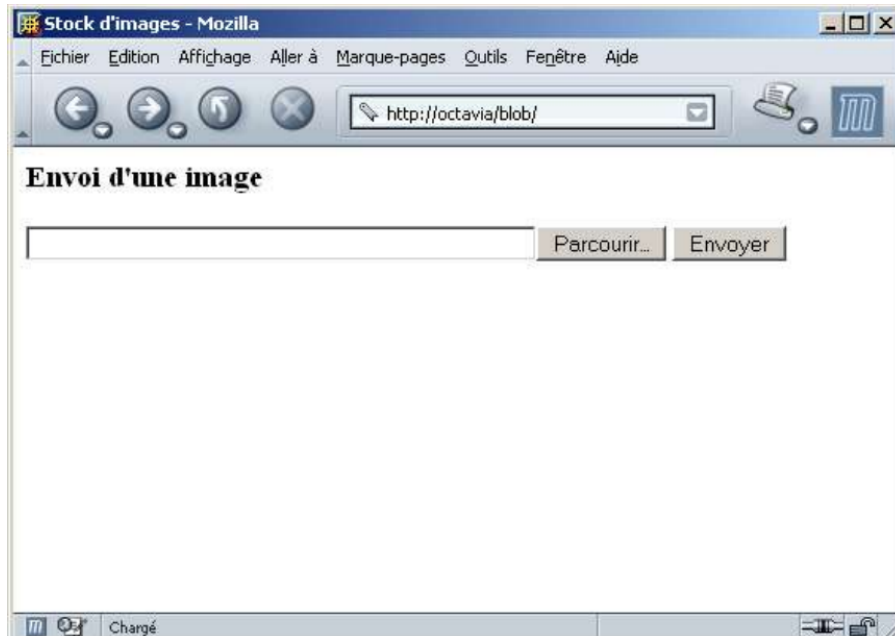 Stock d'images - Mozilla
Fichier Edition Affichage Aller à Marque-pages Outils Fenêtre Aide
http://octavia/blob/
Envoi d'une image
Parcourir... Envoyer
Chargé